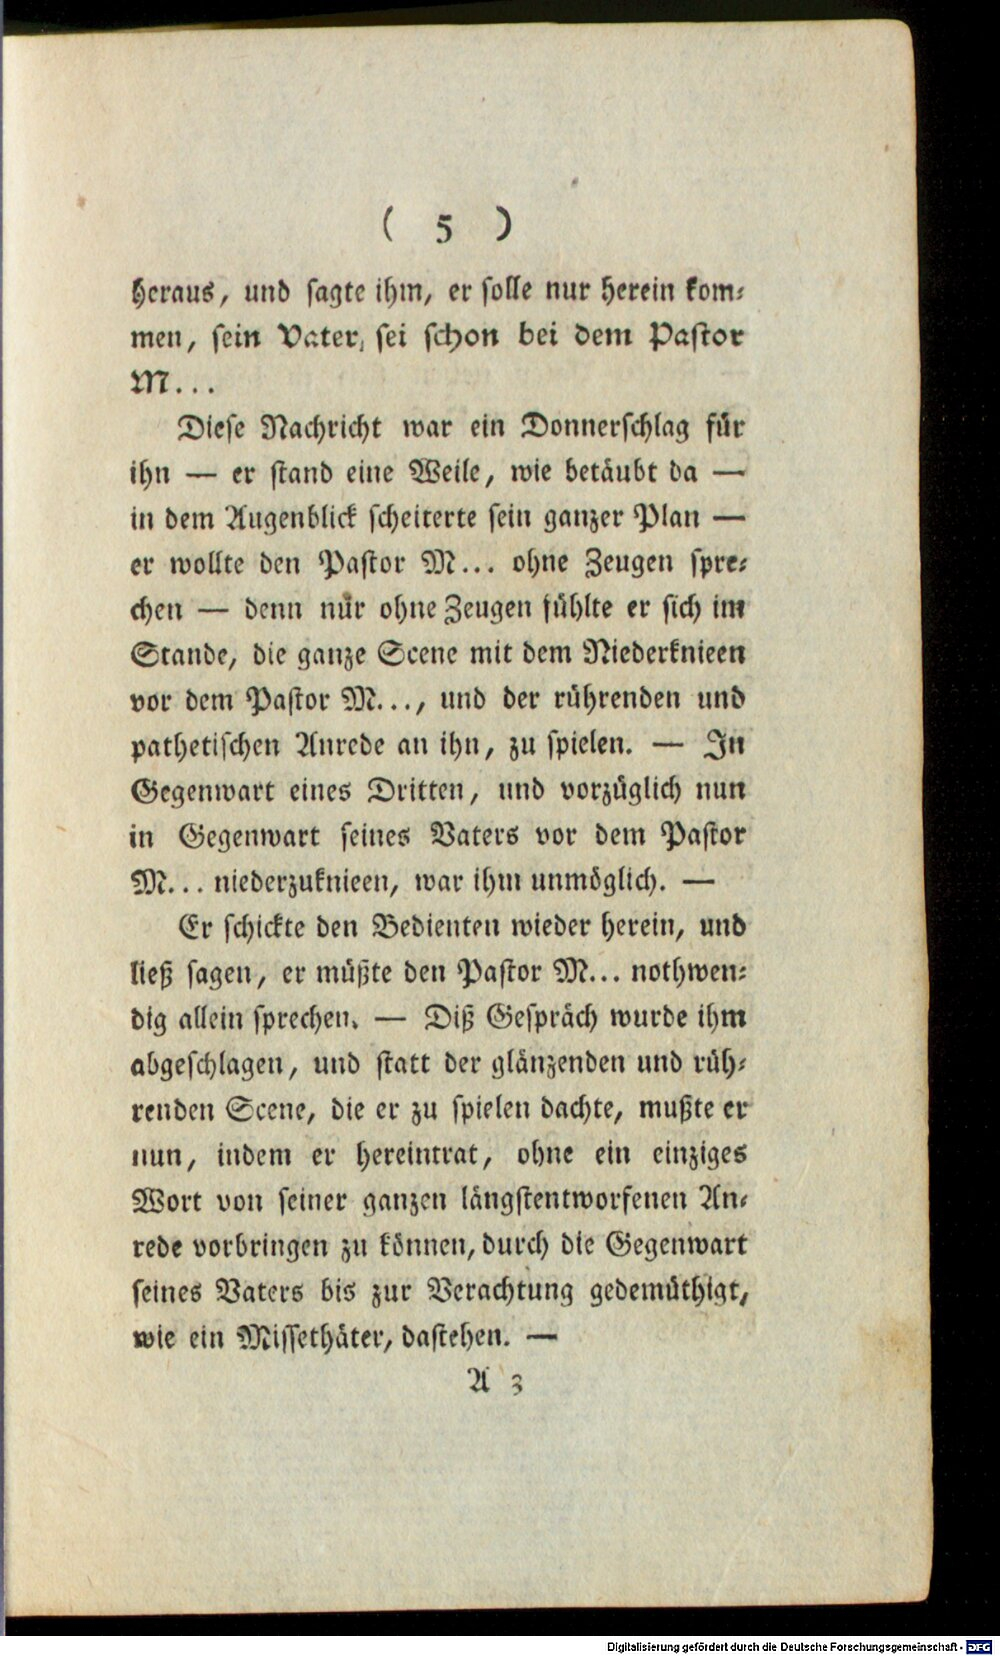 ( 5 )
heraus, und sagte ihm, er solle nur herein kom-
men, sein Vater, sei schon bei dem Pastor
M...
Diese Nachricht war ein Donnerschlag für
ihn — er stand eine Weile, wie betäubt da —
in dem Augenblick scheiterte sein ganzer Plan —
er wollte den Pastor M... ohne Zeugen spre-
chen — denn nur ohne Zeugen fühlte er sich im
Stande, die ganze Scene mit dem Niederknieen
vor dem Pastor M..., und der rührenden und
pathetischen Anrede an ihn, zu spielen. — In
Gegenwart eines Dritten, und vorzüglich nun
in Gegenwart seines Vaters vor dem Pastor
M... niederzuknieen, war ihm unmöglich. —
Er schickte den Bedienten wieder herein, und
ließ sagen, er müßte den Pastor M... nothwen-
dig allein sprechen. — Diß Gespräch wurde ihm
abgeschlagen, und statt der glänzenden und rüh-
renden Scene, die er zu spielen dachte, mußte er
nun, indem er hereintrat, ohne ein einziges
Wort von seiner ganzen längstentworfenen An-
rede vorbringen zu können, durch die Gegenwart
seines Vaters bis zur Verachtung gedemüthigt,
wie ein Missethäter, dastehen. —
A 3
Digitalisierung gefördert durch die Deutsche Forschungsgemeinschaft - DFG